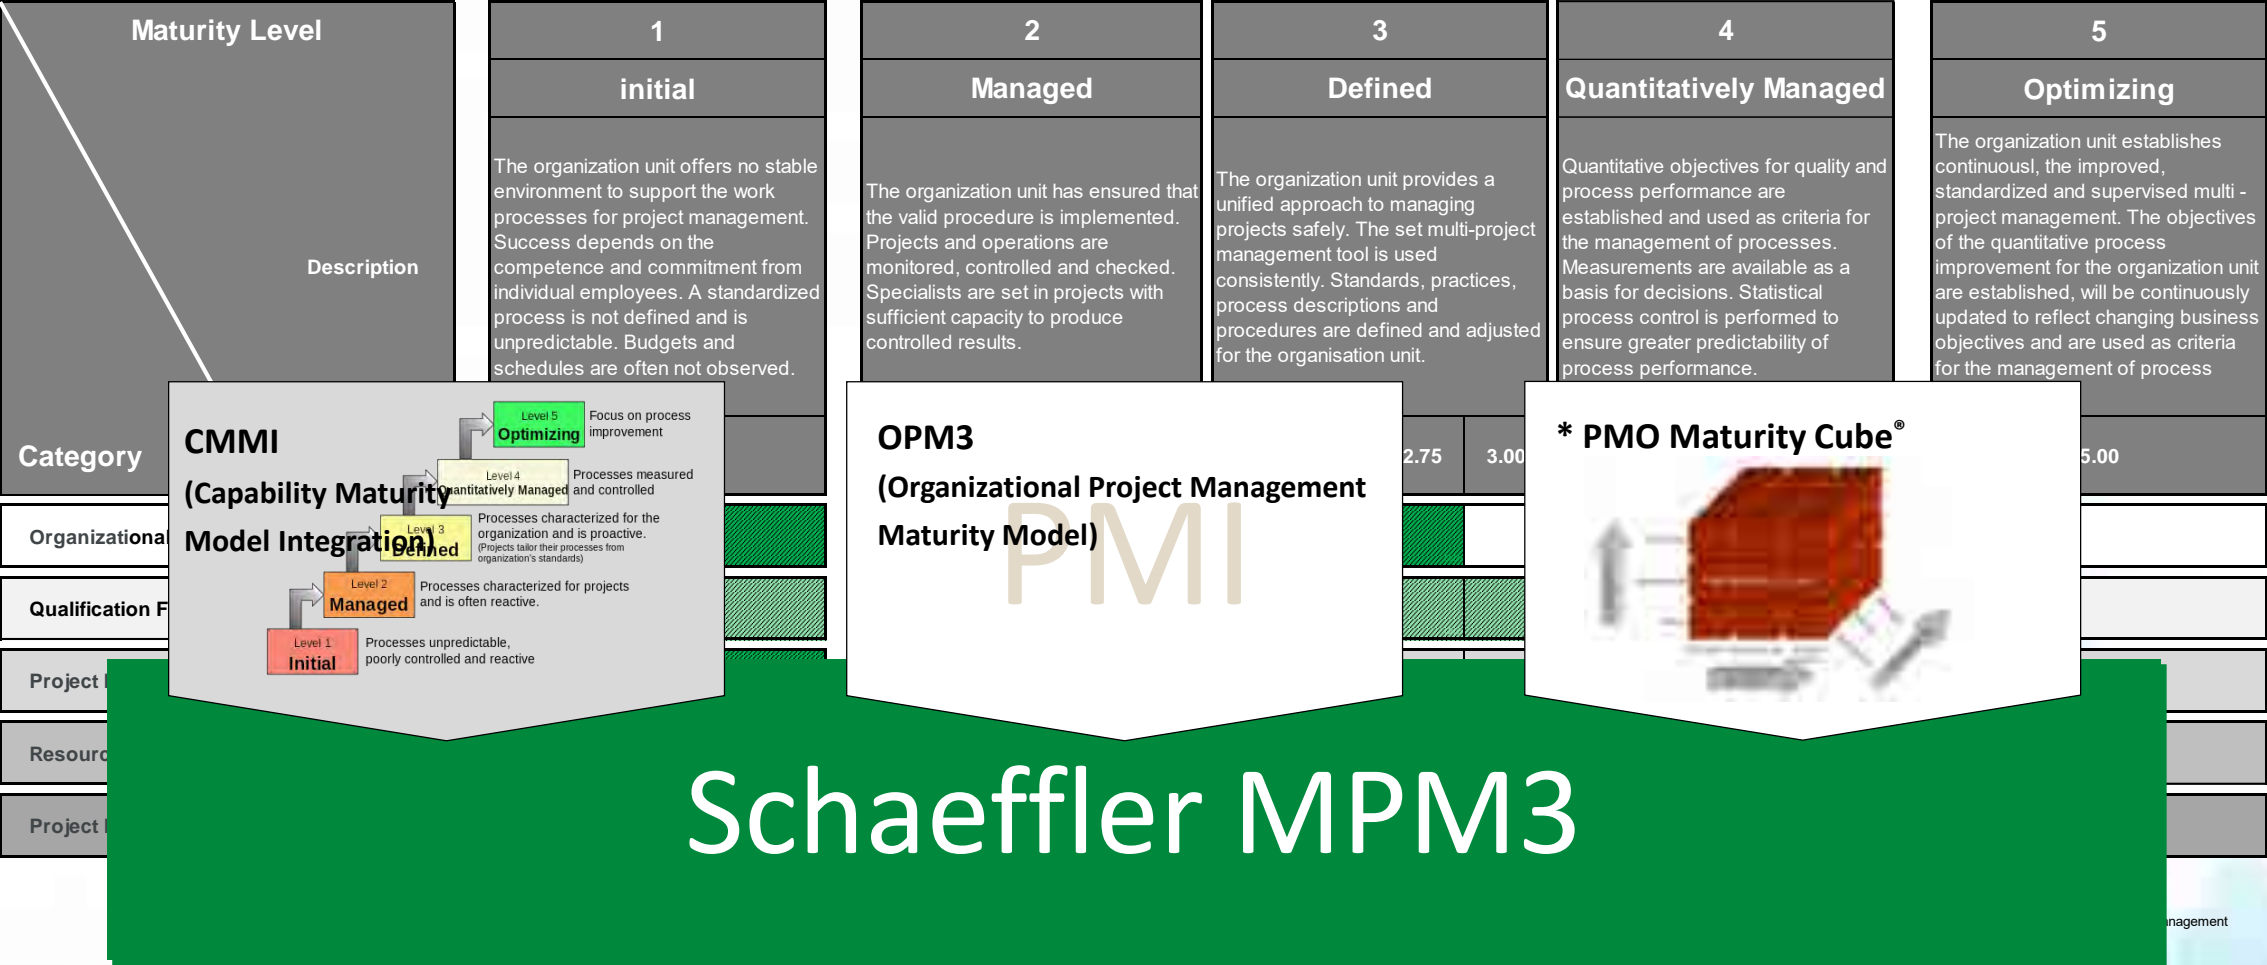 Maturity Level
1
2
3
4
5
initial
Managed
Defined
Quantitatively Managed
Optimizing
Description
The organization unit offers no stable
environment to support the work
processes for project management.
Success depends on the
competence and commitment from
individual employees. A standardized
process is not defined and is
unpredictable. Budgets and
schedules are often not observed.
The organization unit has ensured that
the valid procedure is implemented.
Projects and operations are
monitored, controlled and checked.
Specialists are set in projects with
sufficient capacity to produce
controlled results.
The organization unit provides a
unified approach to managing
projects safely. The set multi-project
management tool is used
consistently. Standards, practices,
process descriptions and
procedures are defined and adjusted
for the organisation unit.
Quantitative objectives for quality and
process performance are
established and used as criteria for
the management of processes.
Measurements are available as a
basis for decisions. Statistical
process control is performed to
ensure greater predictability of
process performance.
The organization unit establishes
continuousl, the improved,
standardized and supervised multi -
project management. The objectives
of the quantitative process
improvement for the organization unit
are established, will be continuously
updated to reflect changing business
objectives and are used as criteria
for the management of process
Category
2.75
3.00
5.00
Organizational
Qualification F
Project
Resourc
Project
CMMI
(Capability Maturity
Model Integration)
Level 5
Optimizing
Focus on process
improvement
Level 4
Quantitatively Managed
Processes measured
and controlled
Level 3
Defined
Processes characterized for the
organization and is proactive.
(Projects tailor their processes from
organization's standards)
Level 2
Managed
Processes characterized for projects
and is often reactive.
Level 1
Initial
Processes unpredictable,
poorly controlled and reactive
OPM3
(Organizational Project Management
Maturity Model)
PMI
* PMO Maturity Cube®
Schaeffler MPM3
nagement